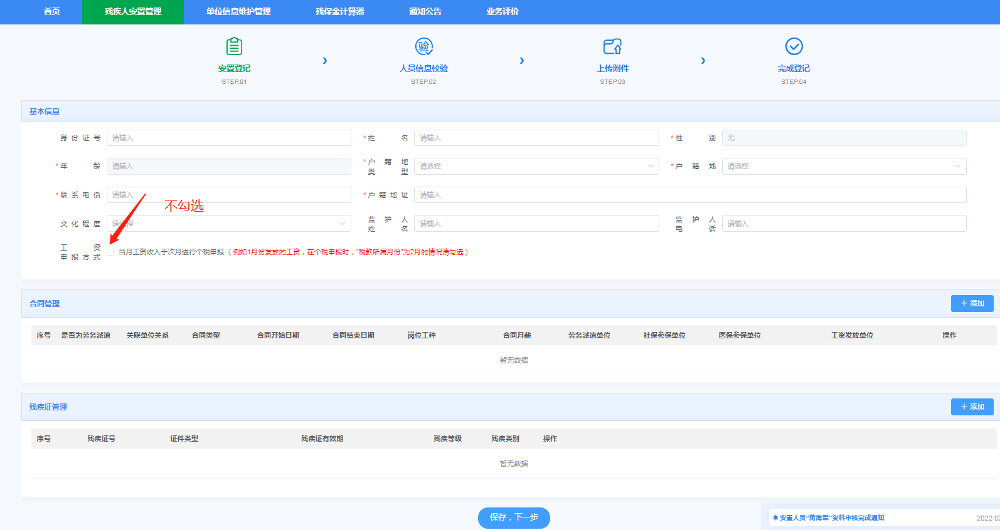 首页 残疾人安置管理 单位信息维护管理 残保金计算器 通知公告 业务评价
验
安置登记 人员信息校验 上传附件 完成登记
STEP.01 STEP.02 STEP.03 STEP.04
基本信息
身份证号 请输入 *姓名 请输入 *性别 无
*年龄 请输入 *户籍地类型 请选择 *户籍地 请选择
*联系电话 请输入 *户籍地址 请输入
不勾选
文化程度 请选择 监护人姓名 请输入 监护人电话 请输入
工资申报方式 当月工资收入于次月进行个税申报（例如1月份发放的工资，在个税申报时，"税款所属月份"为2月的情况请勾选）
合同管理 + 添加
序号 是否为劳务派遣 关联单位关系 合同类型 合同开始日期 合同结束日期 岗位工种 合同月薪 劳务派遣单位 社保参保单位 医保参保单位 工资发放单位 操作
暂无数据
残疾证管理 + 添加
序号 残疾证号 证件类型 残疾证有效期 残疾等级 残疾类别 操作
暂无数据
保存，下一步
安置人员“蒋海军”资料审核完成通知 2022-02